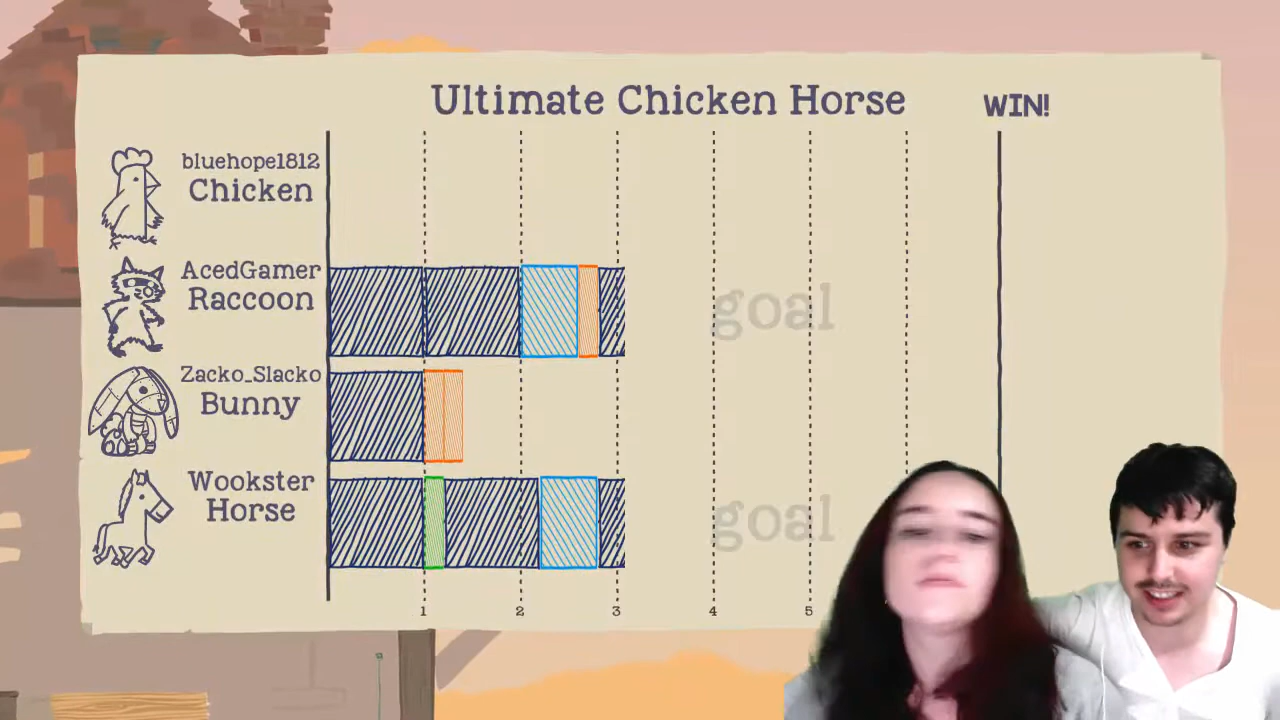 Ultimate Chicken Horse
WIN!
bluehope1812
Chicken
AcedGamer
Raccoon
goal
Zacko_Slacko
Bunny
Wookster
Horse
goal
1 2 3 4 5